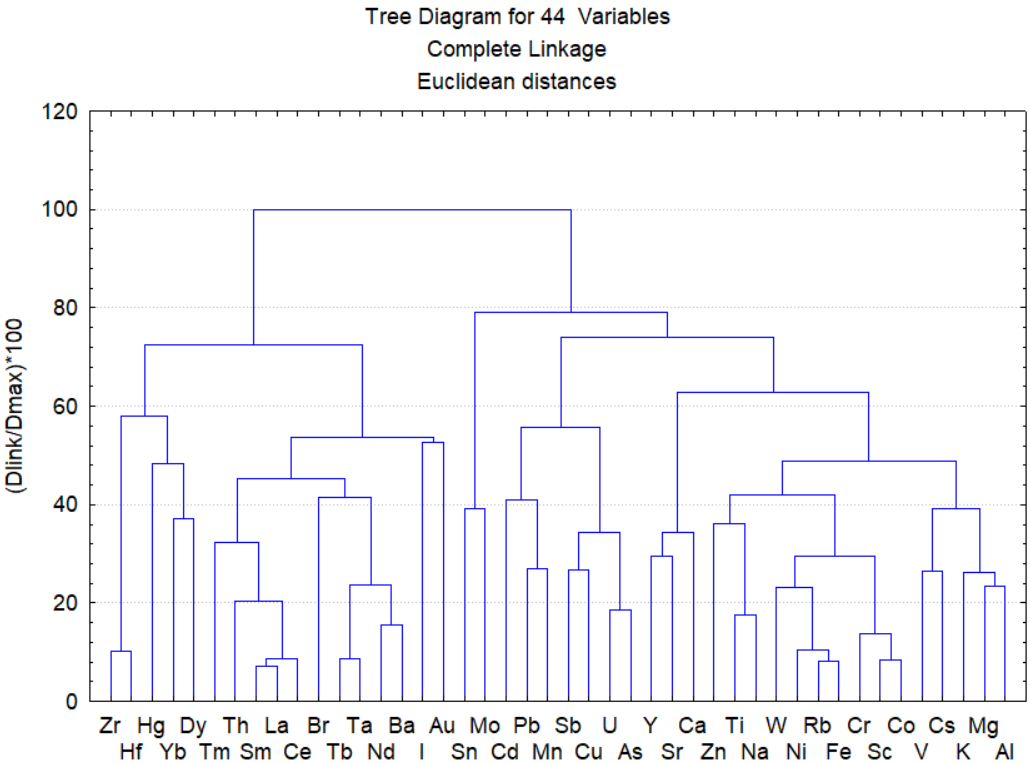 Tree Diagram for 44 Variables
Complete Linkage
Euclidean distances
120
100
80
60
40
20
0
(Dlink/Dmax)*100
Zr Hg Dy Th La Br Ta Ba Au Mo Pb Sb U Y Ca Ti W Rb Cr Co Cs Mg
Hf Yb Tm Sm Ce Tb Nd I Sn Cd Mn Cu As Sr Zn Na Ni Fe Sc V K Al